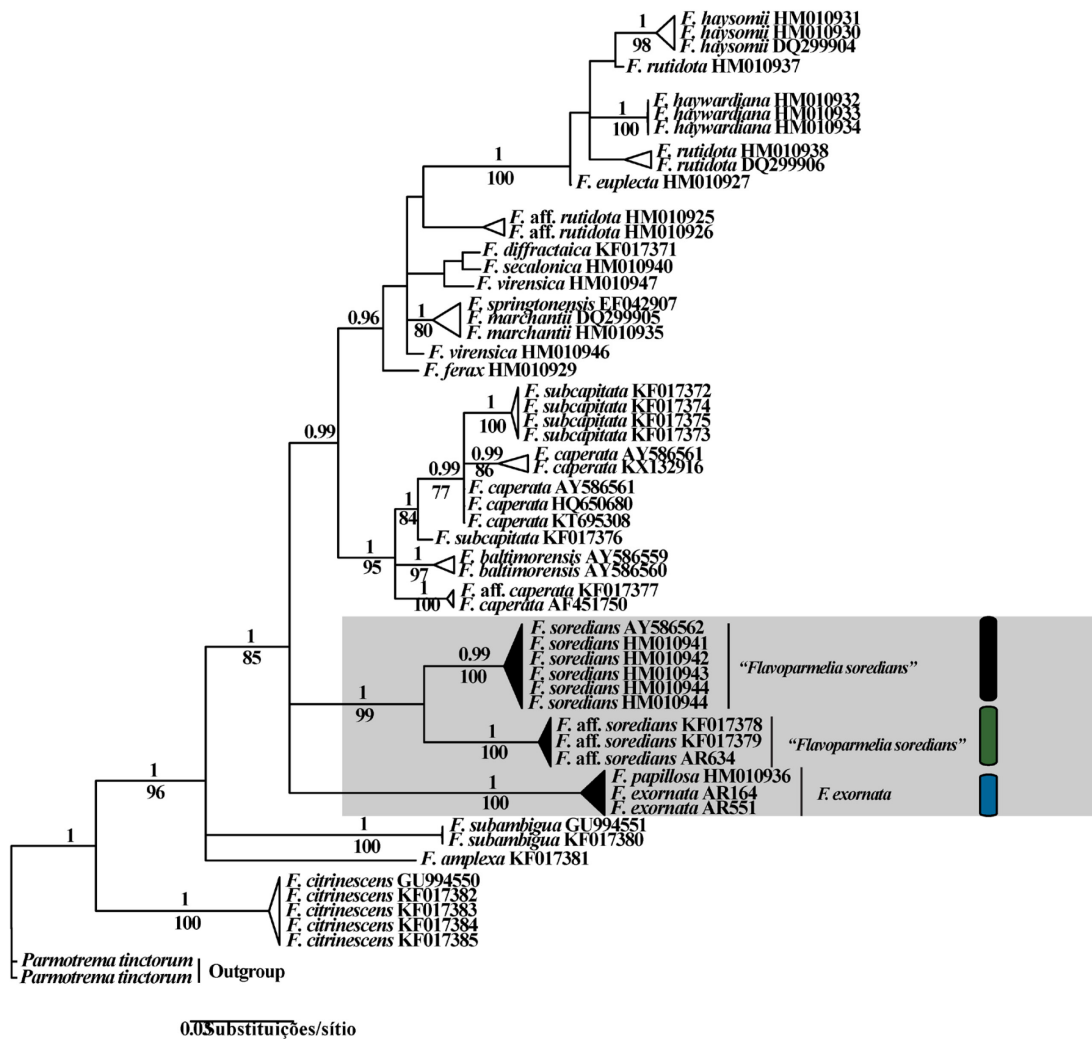 1
98
F. haysomii HM010931
F. haysomii HM010930
F. haysomii DQ299904
F. rutidota HM010937
1
100
F. haywardiana HM010932
F. haywardiana HM010933
F. haywardiana HM010934
F. rutidota HM010938
F. rutidota DQ299906
1
100
F. euplecta HM010927
F. aff. rutidota HM010925
F. aff. rutidota HM010926
F. diffractaica KF017371
F. secalonica HM010940
F. virensica HM010947
0.96
1
80
F. springtonensis EF042907
F. marchantii DQ299905
F. marchantii HM010935
F. virensica HM010946
F. ferax HM010929
0.99
1
100
F. subcapitata KF017372
F. subcapitata KF017374
F. subcapitata KF017375
F. subcapitata KF017373
0.99
86
F. caperata AY586561
F. caperata KX132916
0.99
77
F. caperata AY586561
F. caperata HQ650680
F. caperata KT695308
1
84
F. subcapitata KF017376
1
95
1
97
F. baltimorensis AY586559
F. baltimorensis AY586560
1
100
F. aff. caperata KF017377
F. caperata AF451750
1
85
0.99
100
F. soredians AY586562
F. soredians HM010941
F. soredians HM010942
F. soredians HM010943
F. soredians HM010944
F. soredians HM010944
“Flavoparmelia soredians”
1
99
1
100
F. aff. soredians KF017378
F. aff. soredians KF017379
F. aff. soredians AR634
“Flavoparmelia soredians”
1
100
F. papillosa HM010936
F. exornata AR164
F. exornata AR551
F. exornata
1
96
1
100
F. subambigua GU994551
F. subambigua KF017380
F. amplexa KF017381
1
1
100
F. citrinescens GU994550
F. citrinescens KF017382
F. citrinescens KF017383
F. citrinescens KF017384
F. citrinescens KF017385
Parmotrema tinctorum
Parmotrema tinctorum
Outgroup
0.03 Substituições/sítio